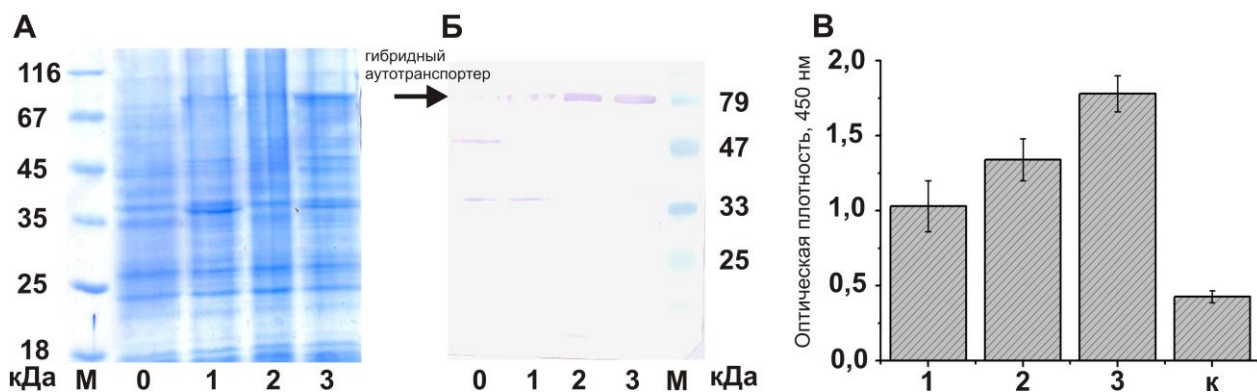 А
116
67
45
35
25
18
кДа М 0 1 2 3
гибридный
аутотранспортер
Б
79
47
33
25
0 1 2 3 М кДа
В
Оптическая плотность, 450 нм
2,0
1,5
1,0
0,5
0,0
1 2 3 к